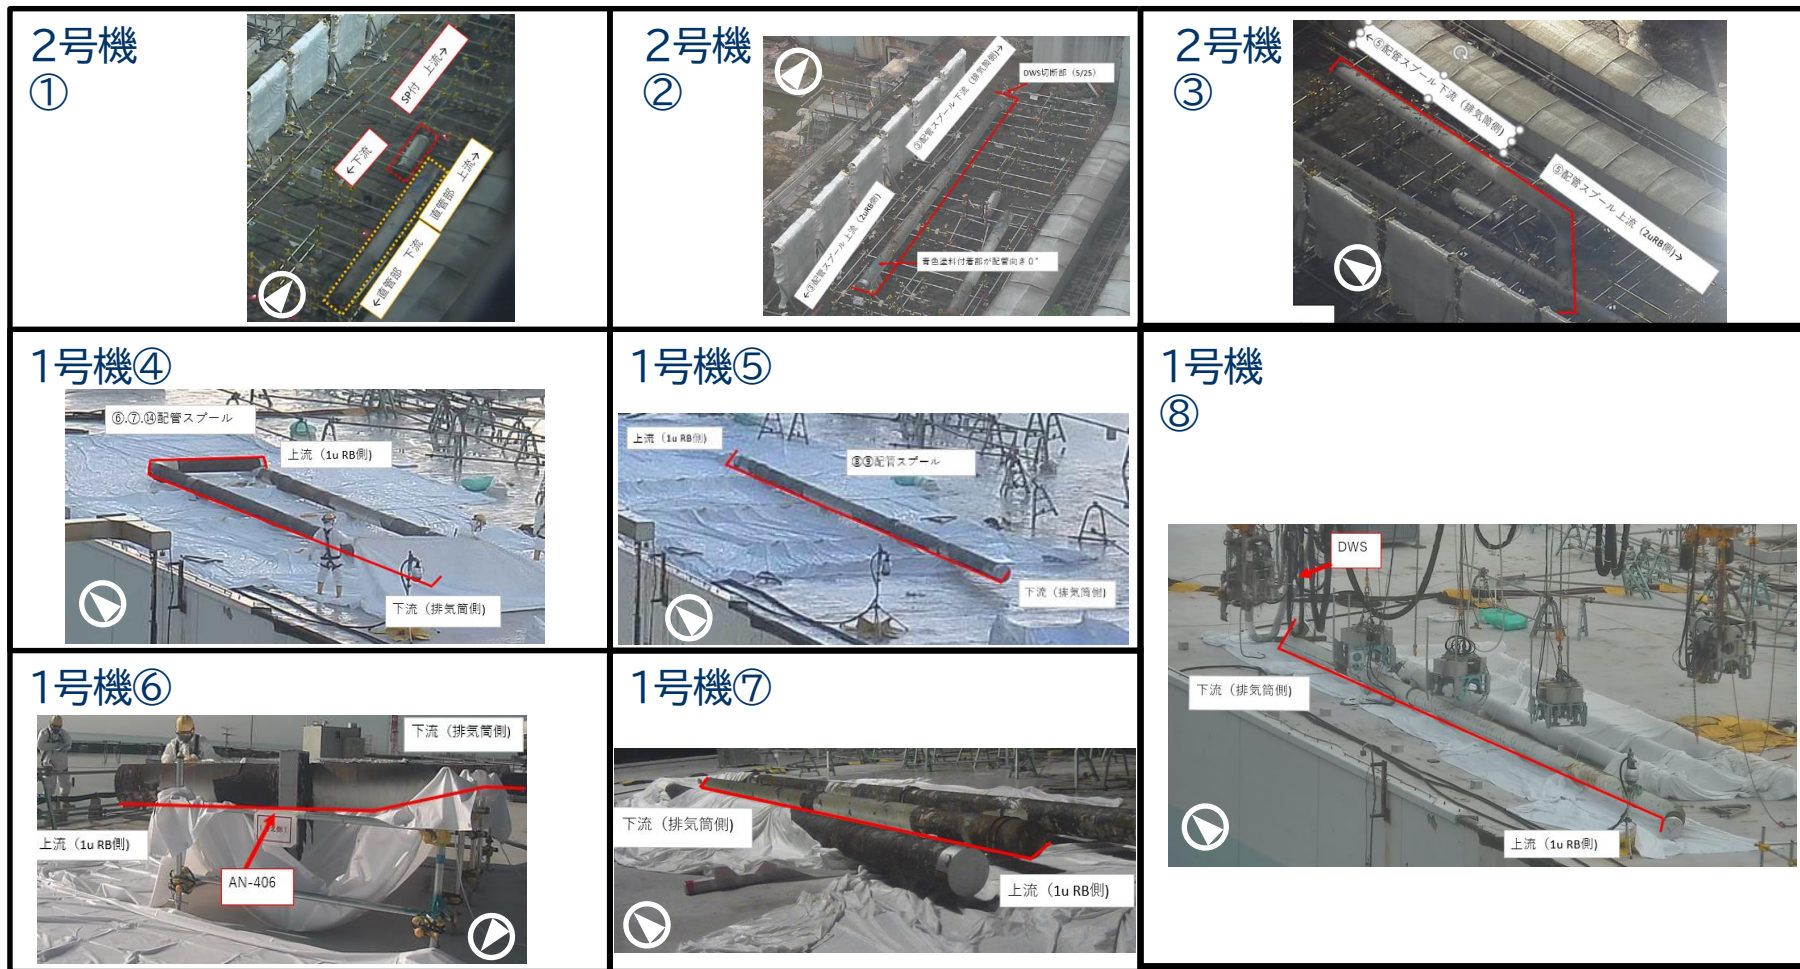 2号機
①
SP付 上流→
←下流
直管部 上流→
←直管部 下流
2号機
②
③配管スプール 下流（排気筒側)→
DWS切断部（5/25）
←③配管スプール 上流（2uRB側)
青色塗料付着部が配管向き0°
2号機
③
←⑤配管スプール 下流（排気筒側)
⑤配管スプール 上流（2uRB側)→
1号機④
⑥.⑦.⑭配管スプール
上流（1u RB側)
下流（排気筒側)
1号機⑤
上流（1u RB側)
⑧⑨配管スプール
下流（排気筒側)
1号機
⑧
DWS
下流（排気筒側)
上流（1u RB側)
1号機⑥
下流（排気筒側)
上流（1u RB側)
AN-406
1号機⑦
下流（排気筒側)
上流（1u RB側)